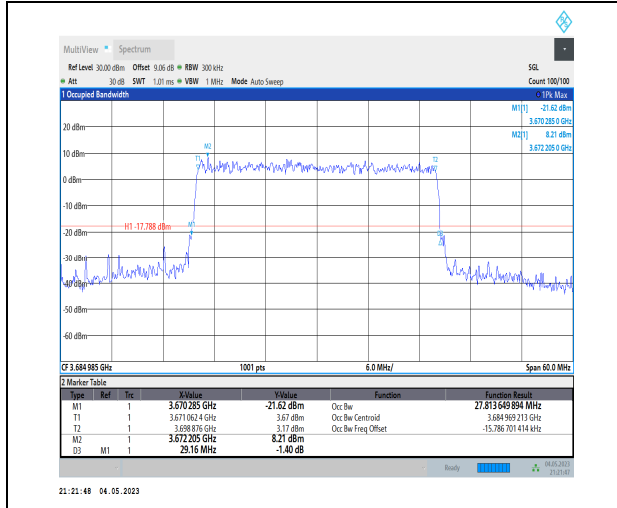 MultiView Spectrum
Ref Level 30.00 dBm Offset 9.06 dB RBW 300 kHz SGL
Att 30 dB SWT 1.01 ms VBW 1 MHz Mode Auto Sweep Count 100/100
1 Occupied Bandwidth 1Pk Max
M1[1] -21.62 dBm
3.670 285 0 GHz
M2[1] 8.21 dBm
3.672 205 0 GHz
20 dBm
M2
10 dBm
T1 T2
0 dBm
-10 dBm
H1 -17.788 dBm M1
-20 dBm
D3
-30 dBm
-40 dBm
-50 dBm
-60 dBm
CF 3.684 985 GHz 1001 pts 6.0 MHz/ Span 60.0 MHz
2 Marker Table
Type Ref Trc X-Value Y-Value Function Function Result
M1 1 3.670 285 GHz -21.62 dBm Occ Bw 27.813 649 894 MHz
T1 1 3.671 062 4 GHz 3.67 dBm Occ Bw Centroid 3.684 969 213 GHz
T2 1 3.698 876 GHz 3.17 dBm Occ Bw Freq Offset -15.786 701 414 kHz
M2 1 3.672 205 GHz 8.21 dBm
D3 M1 1 29.16 MHz -1.40 dB
Ready 04.05.2023
21:21:47
21:21:48 04.05.2023